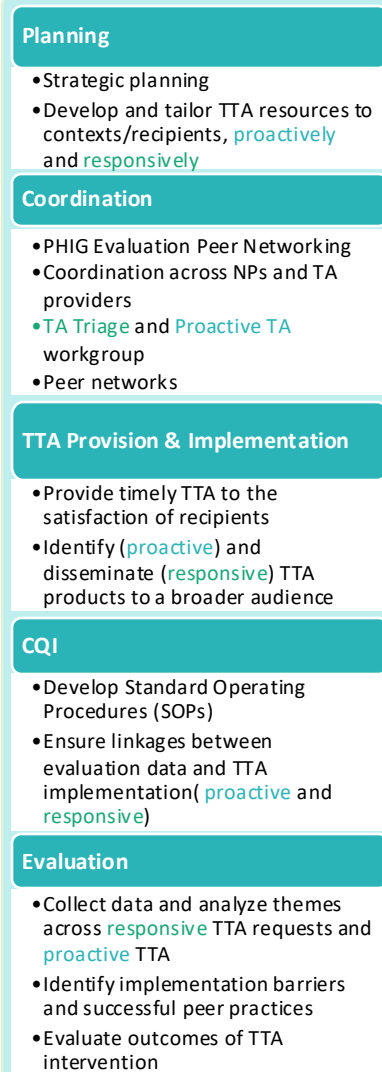 Planning
•Strategic planning
•Develop and tailor TTA resources to
contexts/recipients, proactively
and responsively
Coordination
•PHIG Evaluation Peer Networking
•Coordination across NPs and TA
providers
•TA Triage and Proactive TA
workgroup
•Peer networks
TTA Provision & Implementation
•Provide timely TTA to the
satisfaction of recipients
•Identify (proactive) and
disseminate (responsive) TTA
products to a broader audience
CQI
•Develop Standard Operating
Procedures (SOPs)
•Ensure linkages between
evaluation data and TTA
implementation( proactive and
responsive)
Evaluation
•Collect data and analyze themes
across responsive TTA requests and
proactive TTA
•Identify implementation barriers
and successful peer practices
•Evaluate outcomes of TTA
intervention